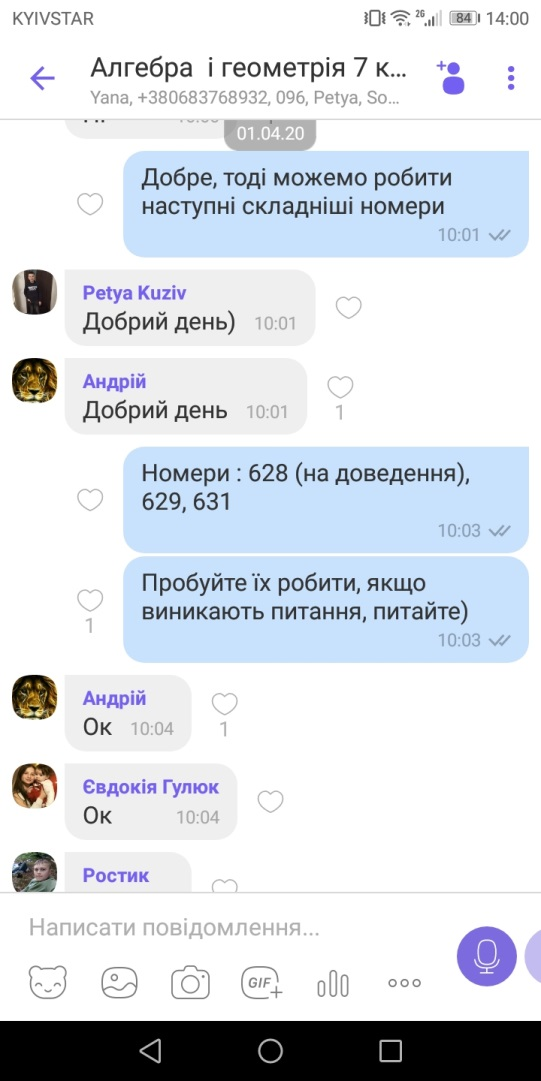 KYIVSTAR
2G
84
14:00
Алгебра і геометрія 7 к...
Yana, +380683768932, 096, Petya, So...
01.04.20
Добре, тоді можемо робити
наступні складніші номери
10:01
Petya Kuziv
Добрий день) 10:01
Андрій
Добрий день 10:01
1
Номери : 628 (на доведення),
629, 631
10:03
Пробуйте їх робити, якщо
виникають питання, питайте)
1
10:03
Андрій
Ок 10:04
1
Євдокія Гулюк
Ок 10:04
Ростик
Написати повідомлення...
GIF